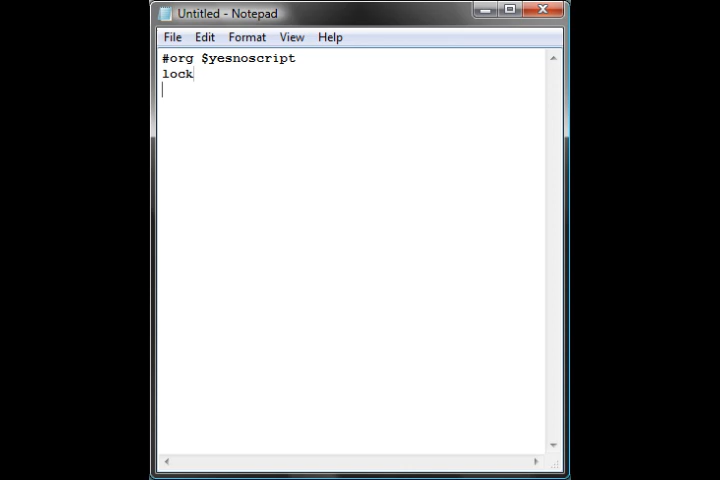 Untitled - Notepad
File Edit Format View Help
#org $yesnoscript
lock